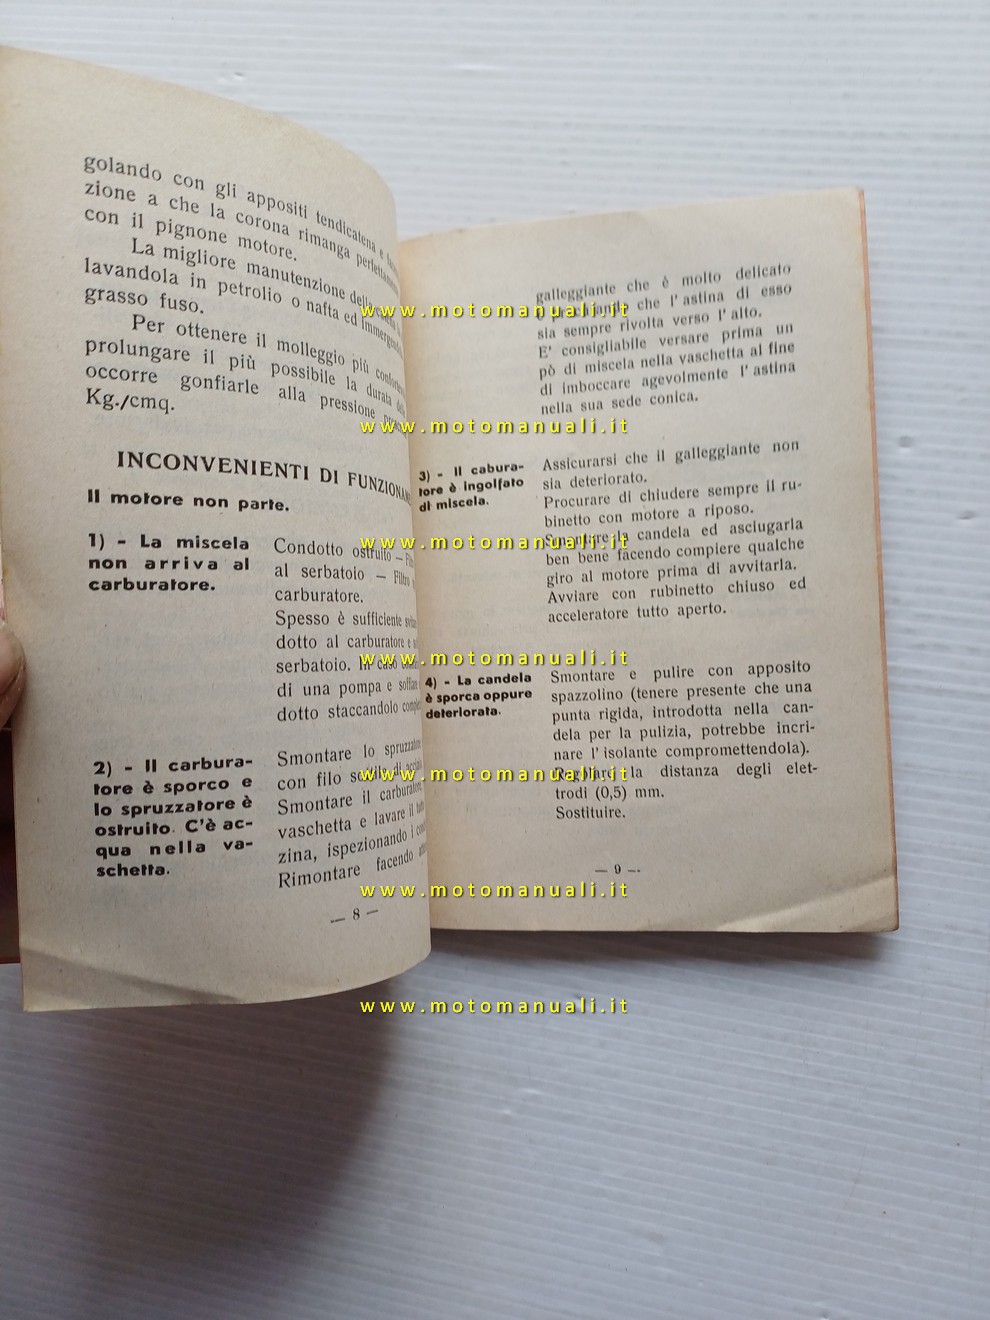 golando con gli appositi tendicatena e
zione a che la corona rimanga
con il pignone motore.
La migliore manutenzione della
lavandola in petrolio o nafta ed
grasso fuso.
Per ottenere il molleggio più
prolungare il più possibile la durata
occorre gonfiarle alla pressione
Kg./cmq.
INCONVENIENTI DI
Il motore non parte.
1) - La miscela
non arriva al
carburatore.
Condotto ostruito —
al serbatoio — Filtro
carburatore.
Spesso è sufficiente
dotto al carburatore e
serbatoio. In caso
di una pompa e
dotto staccandolo
2) - Il carbura-
tore è sporco e
lo spruzzatore è
ostruito. C'è ac-
qua nella va-
schetta.
Smontare lo spruzzatore
con filo sottile di
Smontare il carburatore,
vaschetta e lavare il
zina, ispezionando i
Rimontare facendo
— 8 —
galleggiante che è molto delicato
che l'astina di esso
sia sempre rivolta verso l'alto.
E' consigliabile versare prima un
pò di miscela nella vaschetta al fine
di imboccare agevolmente l'astina
nella sua sede conica.
3) - Il cabura-
tore è ingolfato
di miscela.
Assicurarsi che il galleggiante non
sia deteriorato.
Procurare di chiudere sempre il ru-
binetto con motore a riposo.
Smontare la candela ed asciugarla
ben bene facendo compiere qualche
giro al motore prima di avvitarla.
Avviare con rubinetto chiuso ed
acceleratore tutto aperto.
4) - La candela
è sporca oppure
deteriorata.
Smontare e pulire con apposito
spazzolino (tenere presente che una
punta rigida, introdotta nella can-
dela per la pulizia, potrebbe incri-
nare l'isolante compromettendola).
Regolare la distanza degli elet-
trodi (0,5) mm.
Sostituire.
— 9 —
www.motomanuali.it
www.motomanuali.it
www.motomanuali.it
www.motomanuali.it
www.motomanuali.it
www.motomanuali.it
www.motomanuali.it